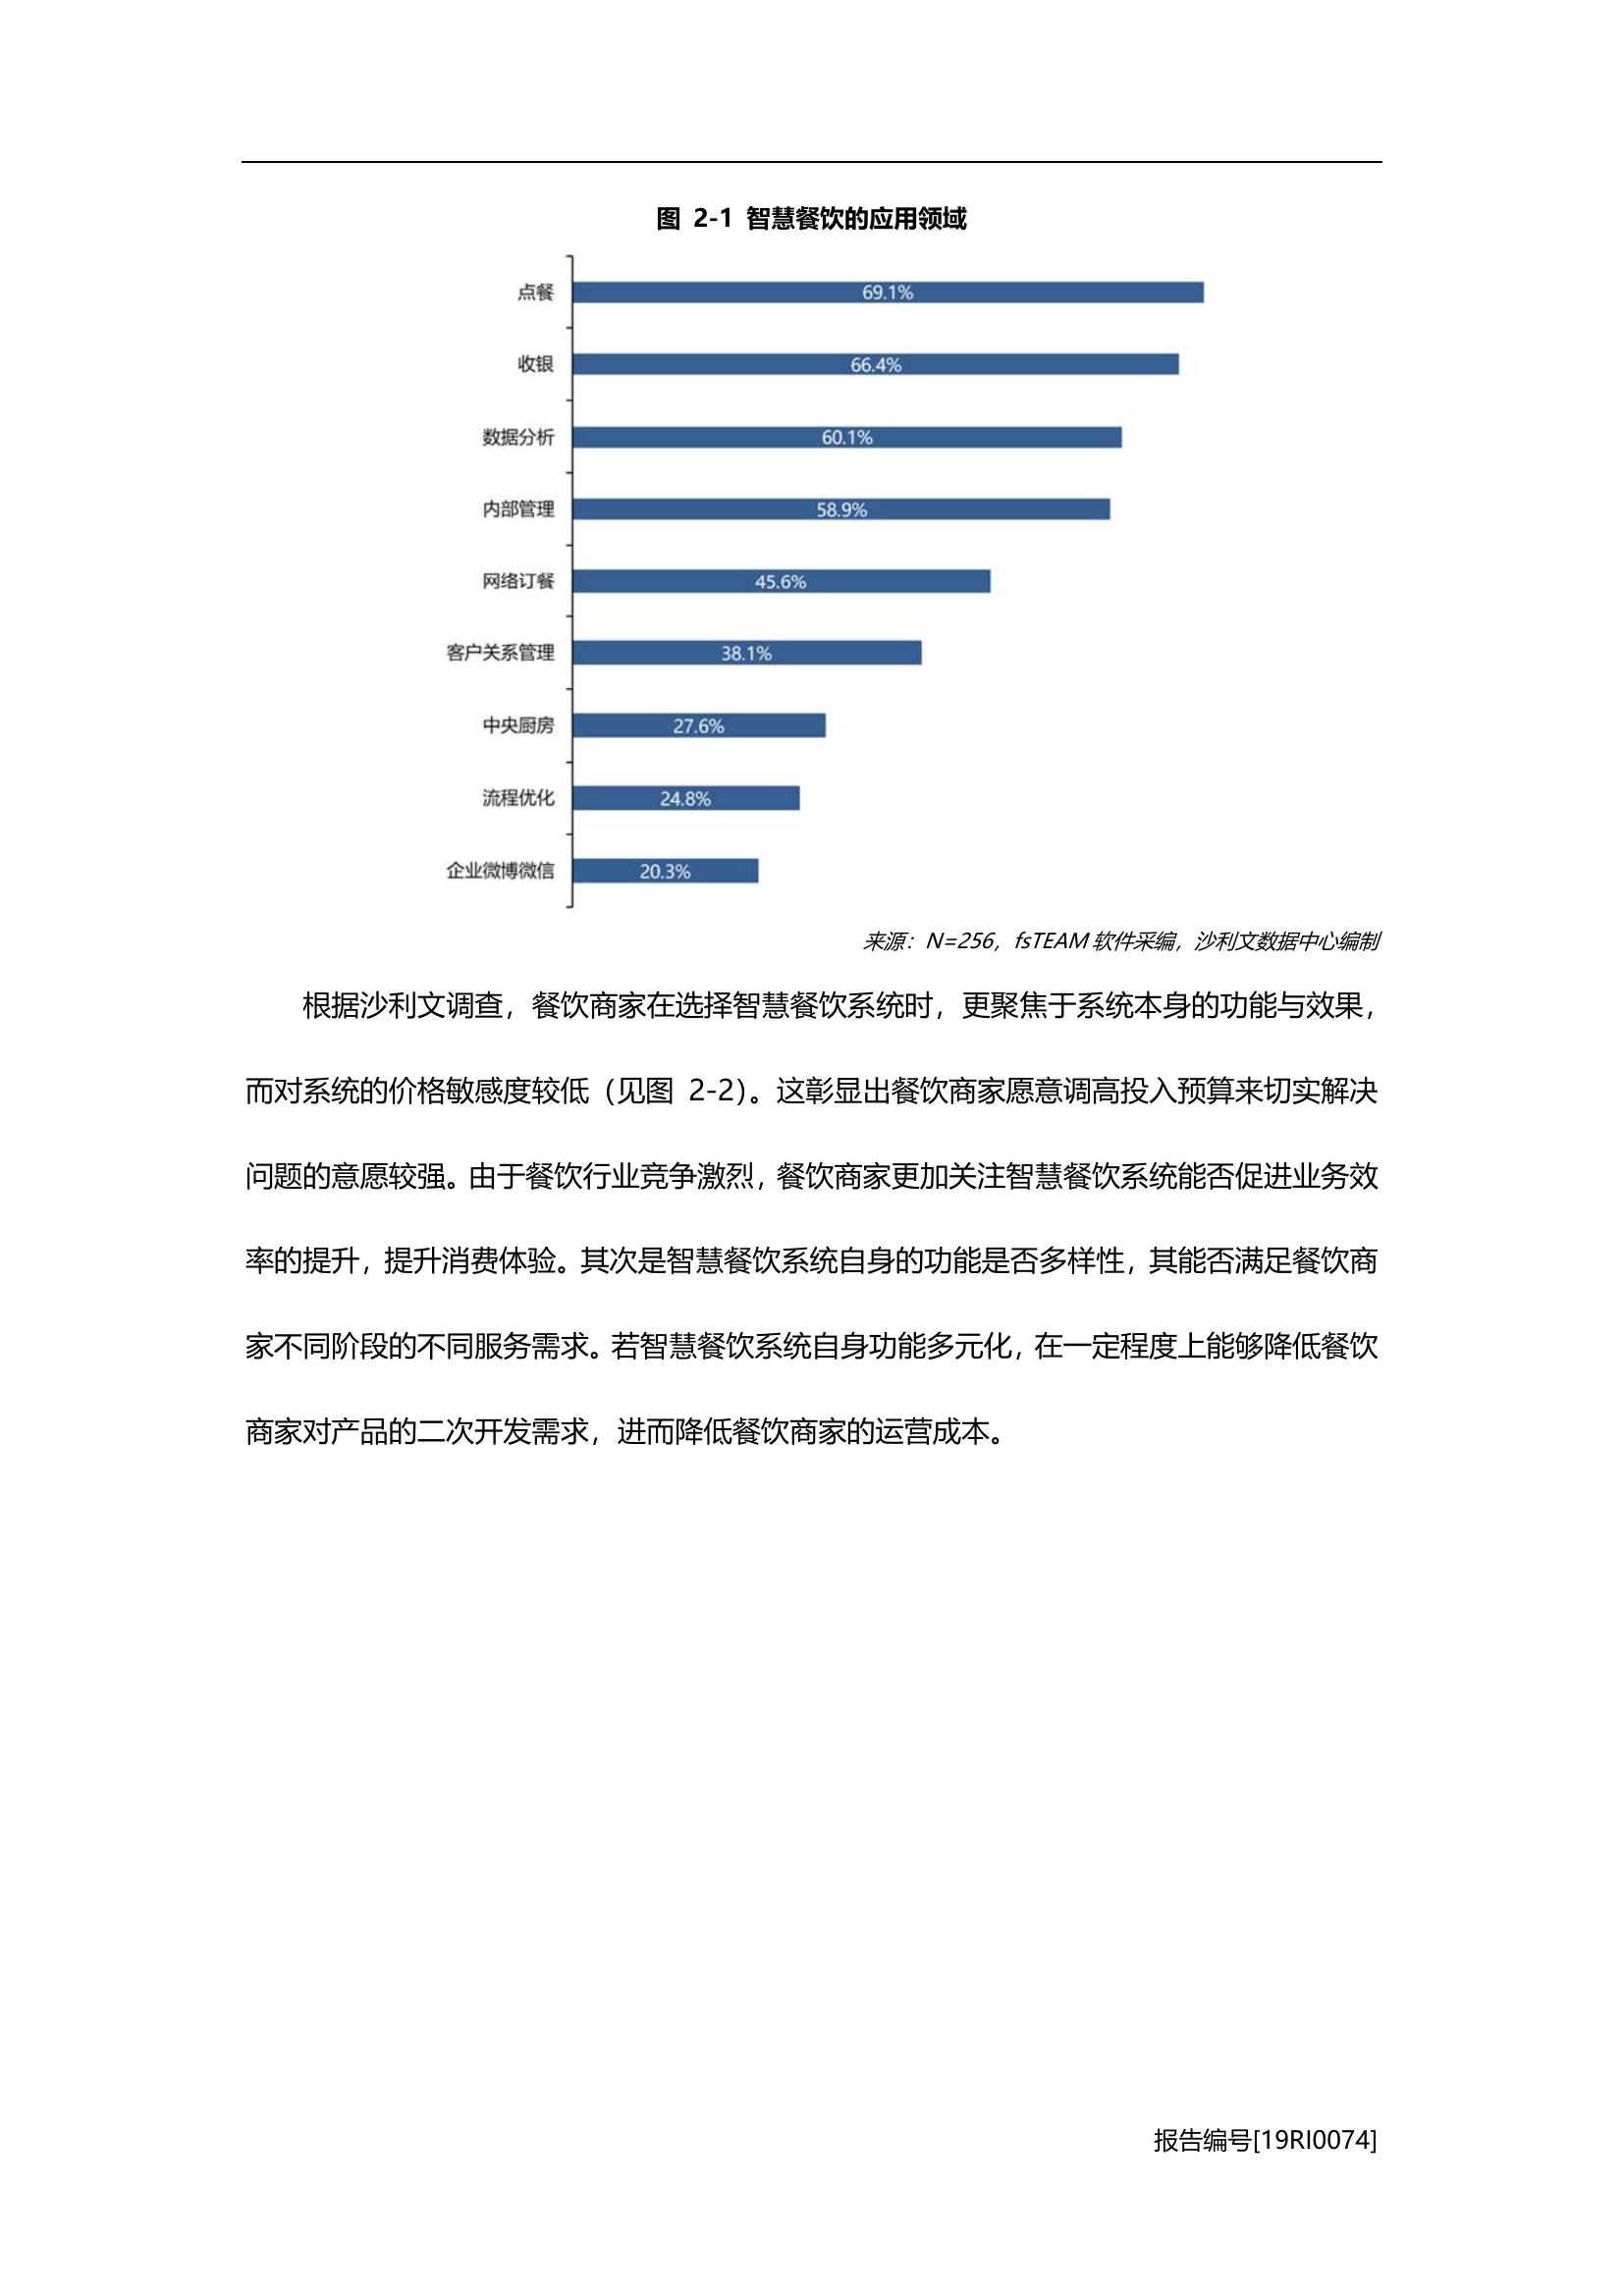 图 2-1 智慧餐饮的应用领域
点餐 69.1%
收银 66.4%
数据分析 60.1%
内部管理 58.9%
网络订餐 45.6%
客户关系管理 38.1%
中央厨房 27.6%
流程优化 24.8%
企业微博微信 20.3%
来源：N=256，fsTEAM 软件采编，沙利文数据中心编制
根据沙利文调查，餐饮商家在选择智慧餐饮系统时，更聚焦于系统本身的功能与效果，
而对系统的价格敏感度较低（见图 2-2）。这彰显出餐饮商家愿意调高投入预算来切实解决
问题的意愿较强。由于餐饮行业竞争激烈，餐饮商家更加关注智慧餐饮系统能否促进业务效
率的提升，提升消费体验。其次是智慧餐饮系统自身的功能是否多样性，其能否满足餐饮商
家不同阶段的不同服务需求。若智慧餐饮系统自身功能多元化，在一定程度上能够降低餐饮
商家对产品的二次开发需求，进而降低餐饮商家的运营成本。
报告编号[19RI0074]